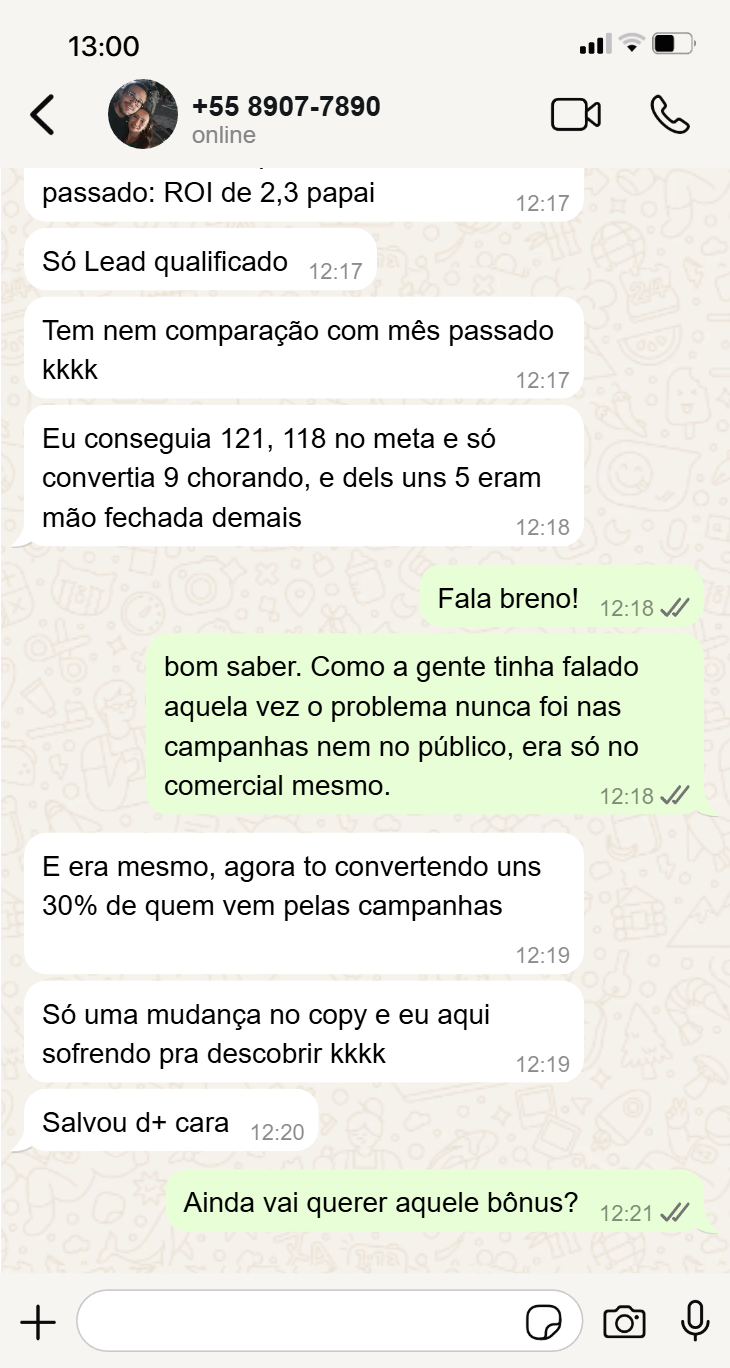 13:00
+55 8907-7890
online
passado: ROI de 2,3 papai
12:17
Só Lead qualificado
12:17
Tem nem comparação com mês passado
kkkk
12:17
Eu conseguia 121, 118 no meta e só
convertia 9 chorando, e dels uns 5 eram
mão fechada demais
12:18
Fala breno!
12:18
bom saber. Como a gente tinha falado
aquela vez o problema nunca foi nas
campanhas nem no público, era só no
comercial mesmo.
12:18
E era mesmo, agora to convertendo uns
30% de quem vem pelas campanhas
12:19
Só uma mudança no copy e eu aqui
sofrendo pra descobrir kkkk
12:19
Salvou d+ cara
12:20
Ainda vai querer aquele bônus?
12:21